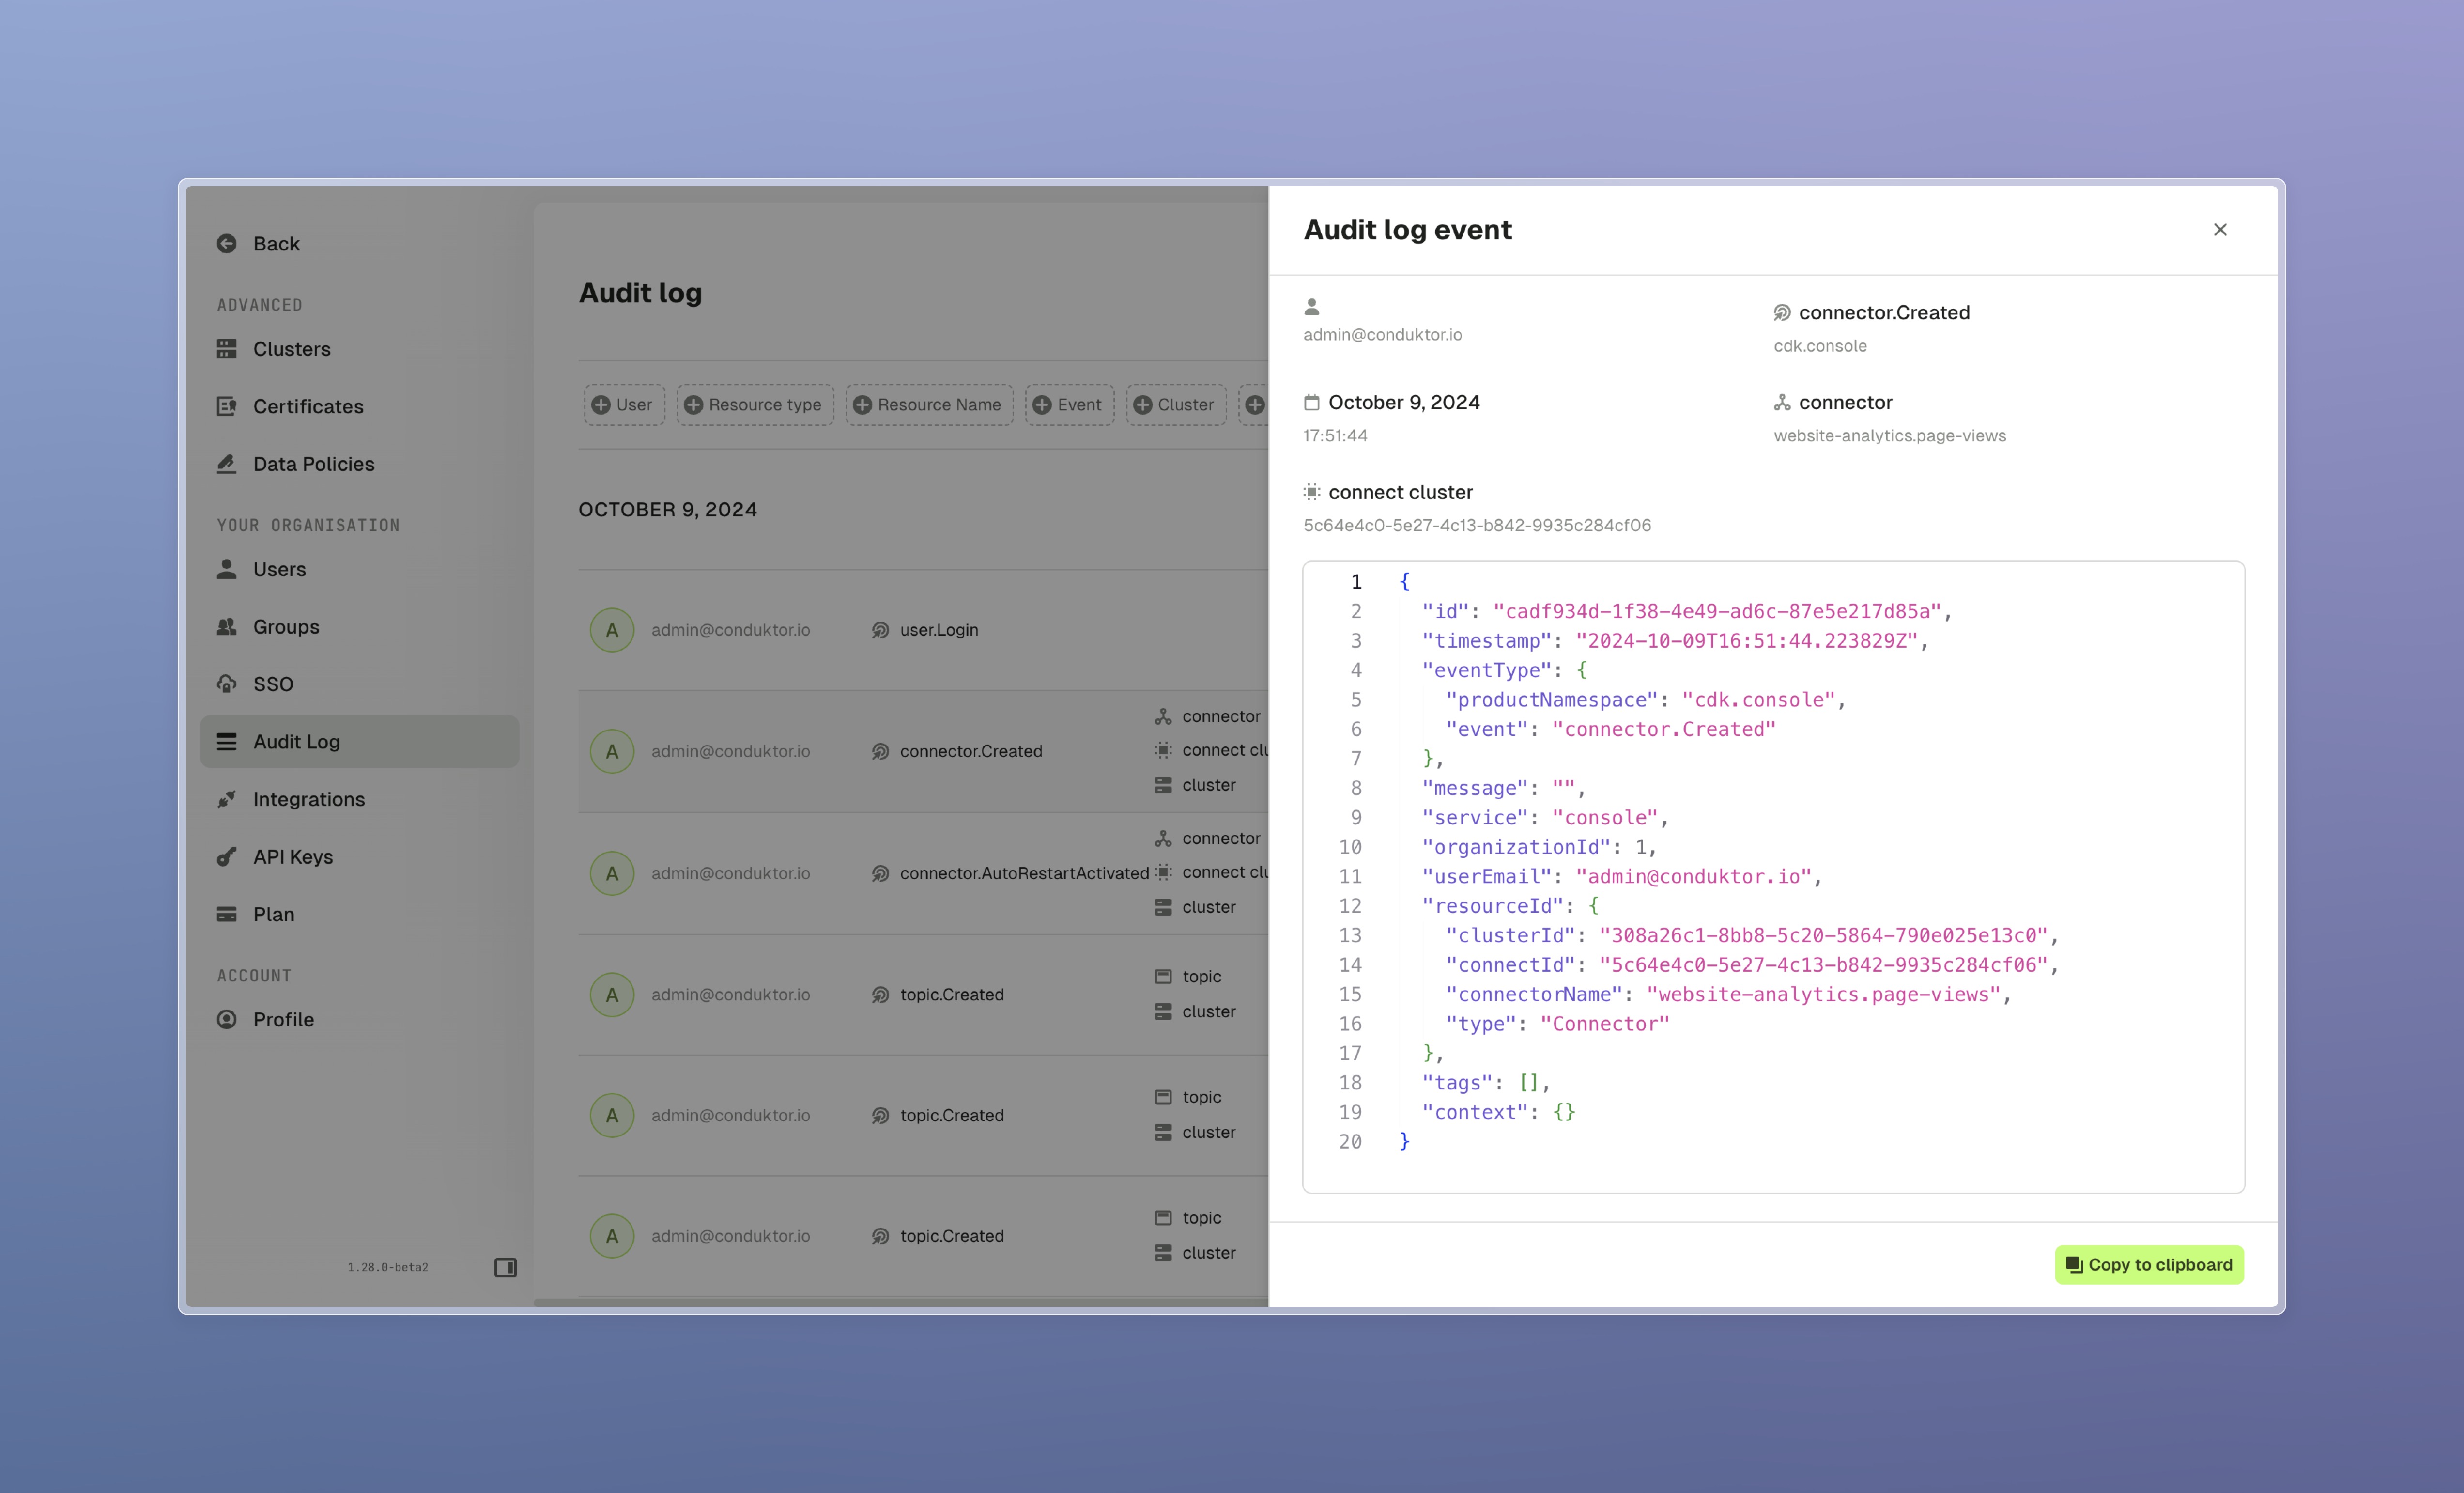 Back
ADVANCED
Clusters
Certificates
Data Policies
YOUR ORGANISATION
Users
Groups
SSO
Audit Log
Integrations
API Keys
Plan
ACCOUNT
Profile
1.28.0-beta2
Audit log
User
Resource type
Resource Name
Event
Cluster
OCTOBER 9, 2024
A admin@conduktor.io user.Login
A admin@conduktor.io connector.Created
connector
connect clu
cluster
A admin@conduktor.io connector.AutoRestartActivated
connector
connect clu
cluster
A admin@conduktor.io topic.Created
topic
cluster
A admin@conduktor.io topic.Created
topic
cluster
A admin@conduktor.io topic.Created
topic
cluster
Audit log event
admin@conduktor.io
connector.Created
cdk.console
October 9, 2024
17:51:44
connector
website-analytics.page-views
connect cluster
5c64e4c0-5e27-4c13-b842-9935c284cf06
1 {
2 "id": "cadf934d-1f38-4e49-ad6c-87e5e217d85a",
3 "timestamp": "2024-10-09T16:51:44.223829Z",
4 "eventType": {
5 "productNamespace": "cdk.console",
6 "event": "connector.Created"
7 },
8 "message": "",
9 "service": "console",
10 "organizationId": 1,
11 "userEmail": "admin@conduktor.io",
12 "resourceId": {
13 "clusterId": "308a26c1-8bb8-5c20-5864-790e025e13c0",
14 "connectId": "5c64e4c0-5e27-4c13-b842-9935c284cf06",
15 "connectorName": "website-analytics.page-views",
16 "type": "Connector"
17 },
18 "tags": [],
19 "context": {}
20 }
Copy to clipboard